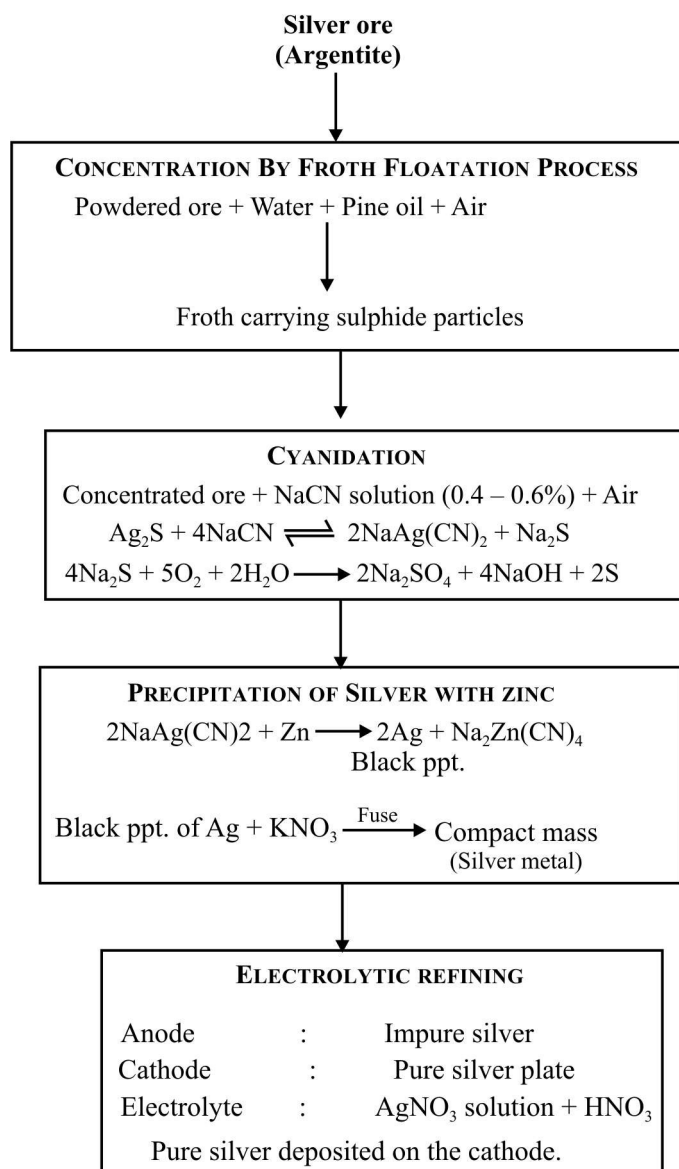 Silver ore
(Argentite)
CONCENTRATION BY FROTH FLOATATION PROCESS
Powdered ore + Water + Pine oil + Air
Froth carrying sulphide particles
CYANIDATION
Concentrated ore + NaCN solution (0.4 – 0.6%) + Air
Ag₂S + 4NaCN ⇌ 2NaAg(CN)₂ + Na₂S
4Na₂S + 5O₂ + 2H₂O → 2Na₂SO₄ + 4NaOH + 2S
PRECIPITATION OF SILVER WITH ZINC
2NaAg(CN)2 + Zn → 2Ag + Na₂Zn(CN)₄
Black ppt.
Fuse
Black ppt. of Ag + KNO₃ → Compact mass
(Silver metal)
ELECTROLYTIC REFINING
Anode : Impure silver
Cathode : Pure silver plate
Electrolyte : AgNO₃ solution + HNO₃
Pure silver deposited on the cathode.